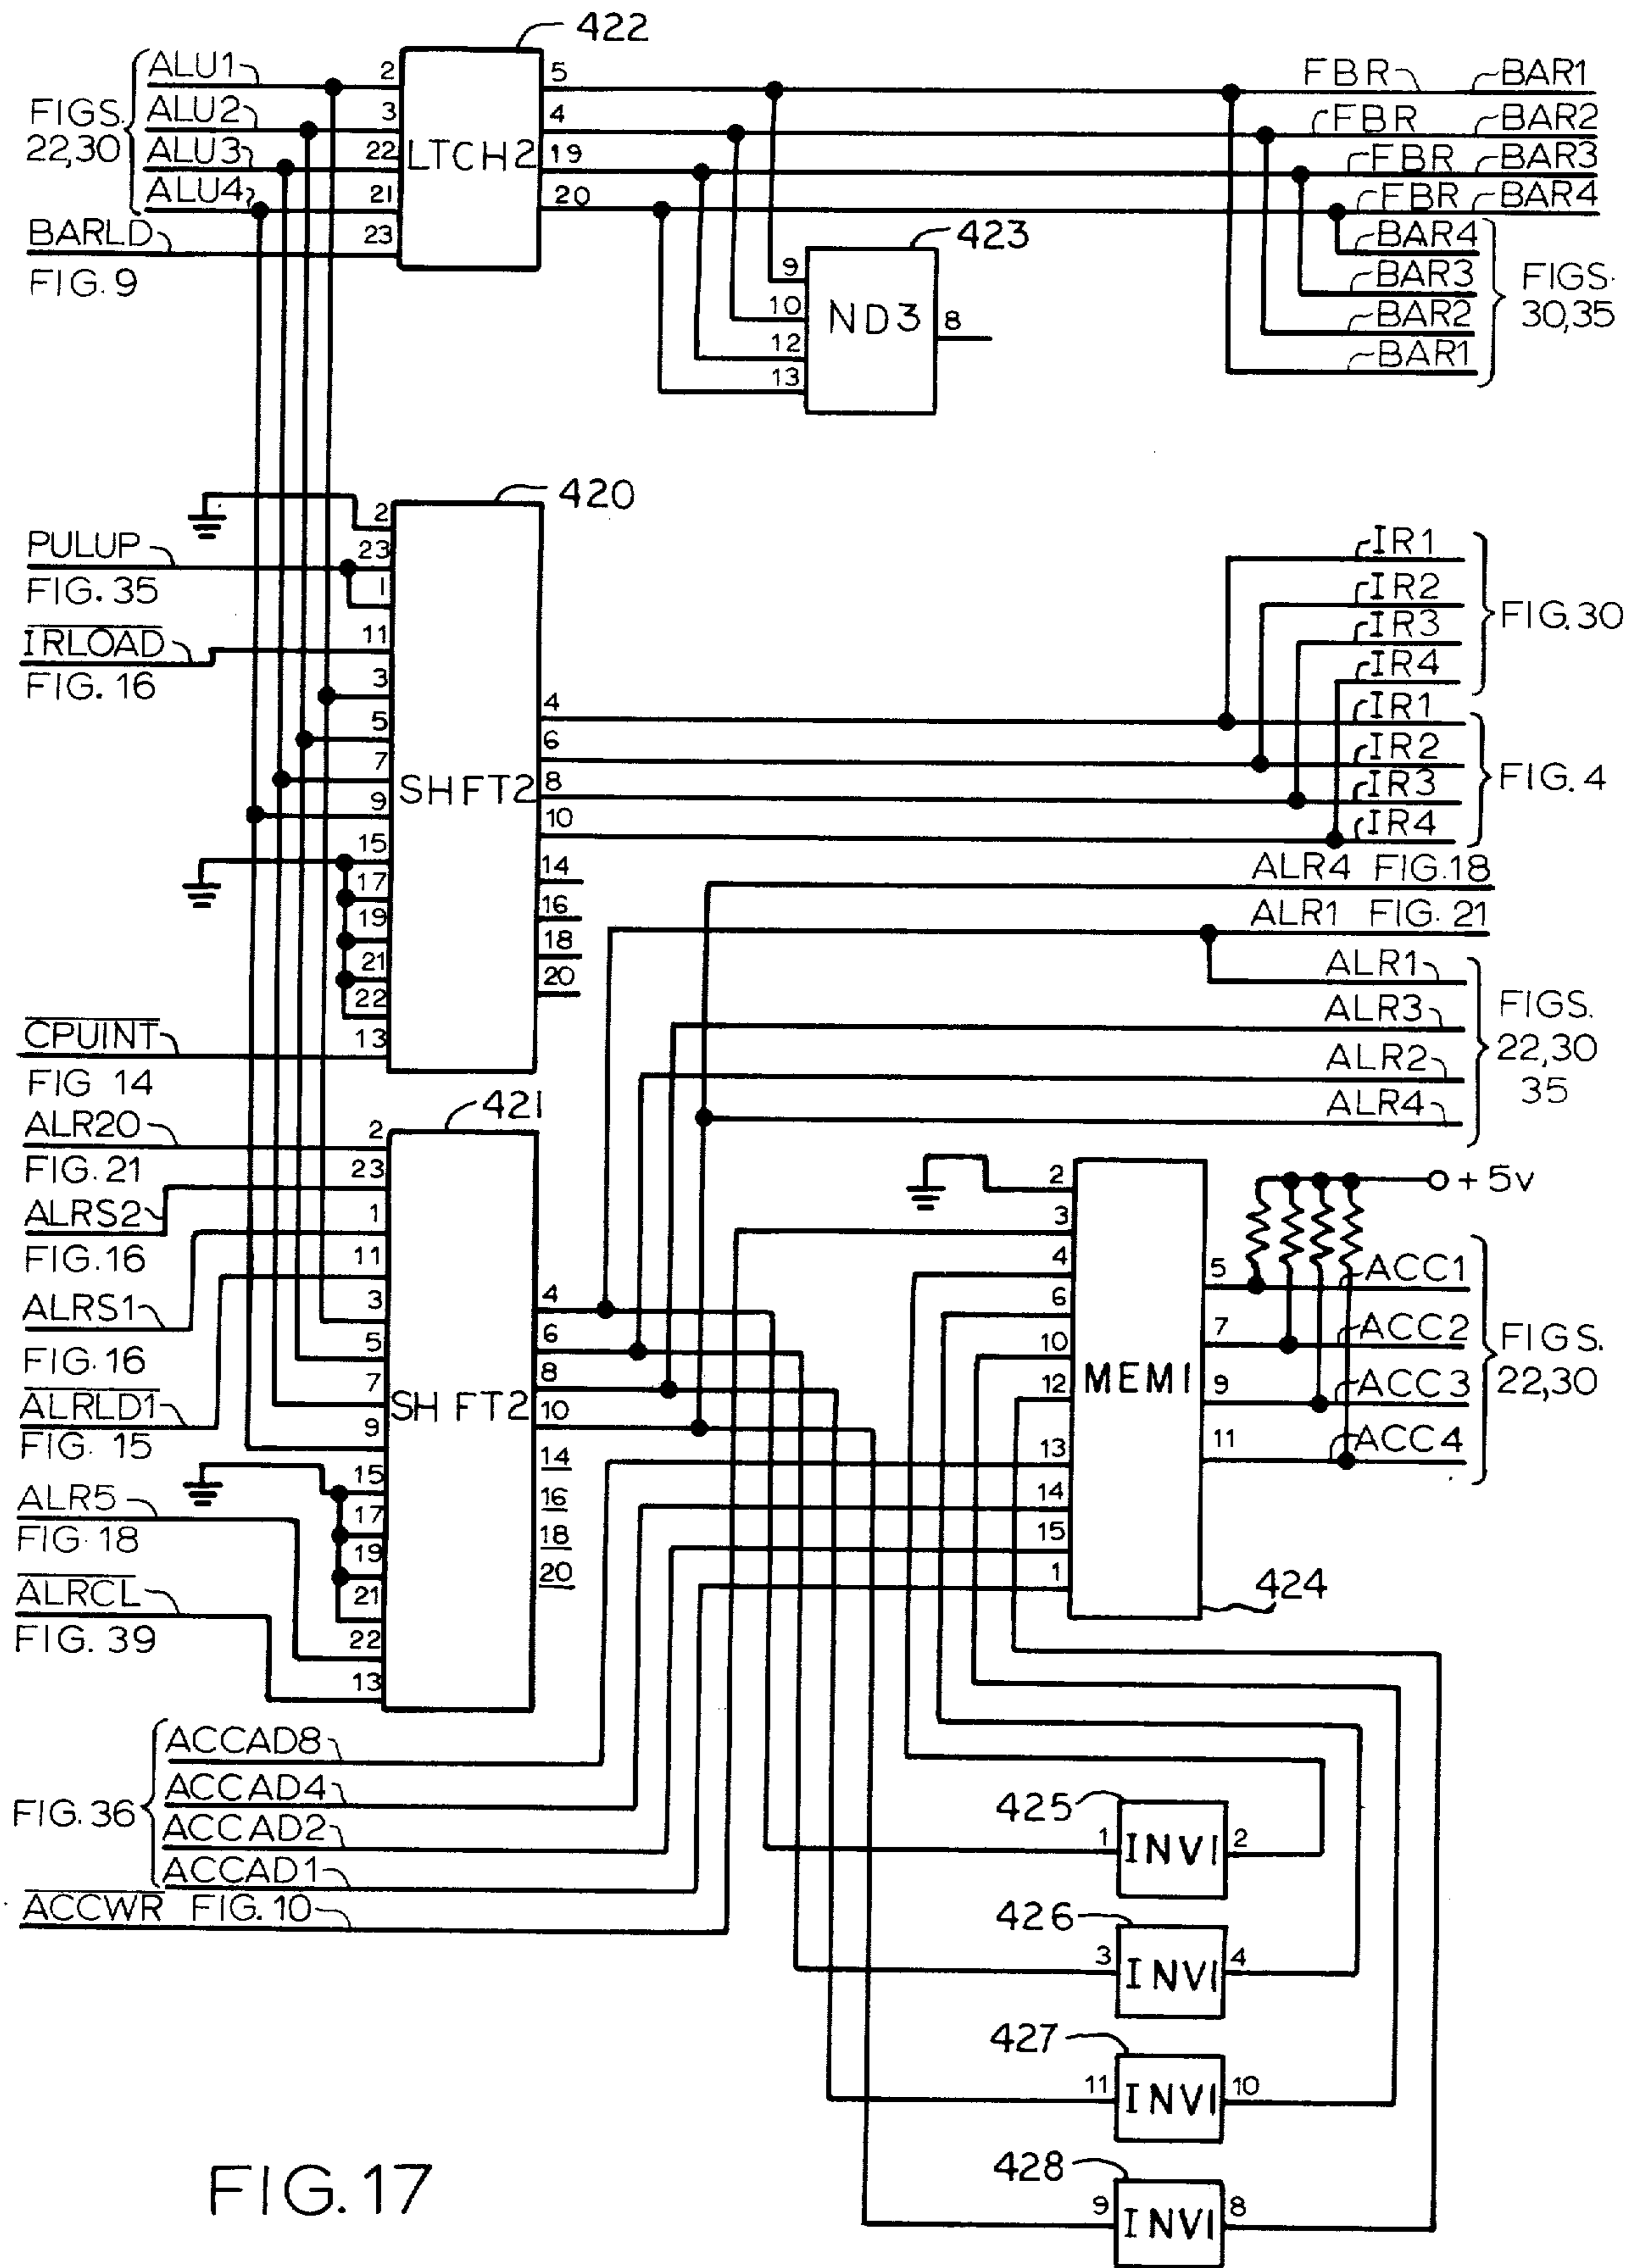 422
ALU1
2
5
FBR
BAR1
FIGS.
22,30
ALU2
3
4
FBR
BAR2
ALU3
22
LTCH2
19
FBR
BAR3
ALU4
21
20
FBR
BAR4
BARLD
23
FIG. 9
423
9
10
12
13
ND3
8
BAR4
BAR3
BAR2
BAR1
FIGS.
30,35
420
2
PULUP
23
FIG. 35
1
IRLOAD
11
FIG. 16
3
5
7
9
15
17
19
21
22
13
SHFT2
4
6
8
10
14
16
18
20
IR1
IR2
IR3
IR4
FIG.30
IR1
IR2
IR3
IR4
FIG. 4
ALR4 FIG.18
ALR1 FIG. 21
ALR1
ALR3
ALR2
ALR4
FIGS.
22,30
35
CPUINT
FIG 14
421
ALR20
2
FIG. 21
23
ALRS2
1
FIG.16
11
ALRS1
3
FIG.16
5
ALRLD1
7
FIG. 15
9
15
ALR5
17
FIG. 18
19
ALRCL
21
FIG. 39
22
13
SHFT2
4
6
8
10
14
16
18
20
2
3
4
6
10
12
13
14
15
1
MEM1
5
7
9
11
+5v
ACC1
ACC2
ACC3
ACC4
FIGS.
22,30
424
FIG.36
ACCAD8
ACCAD4
ACCAD2
ACCAD1
ACCWR FIG. 10
425
1 INV1 2
426
3 INV1 4
427
11 INV1 10
428
9 INV1 8
FIG. 17